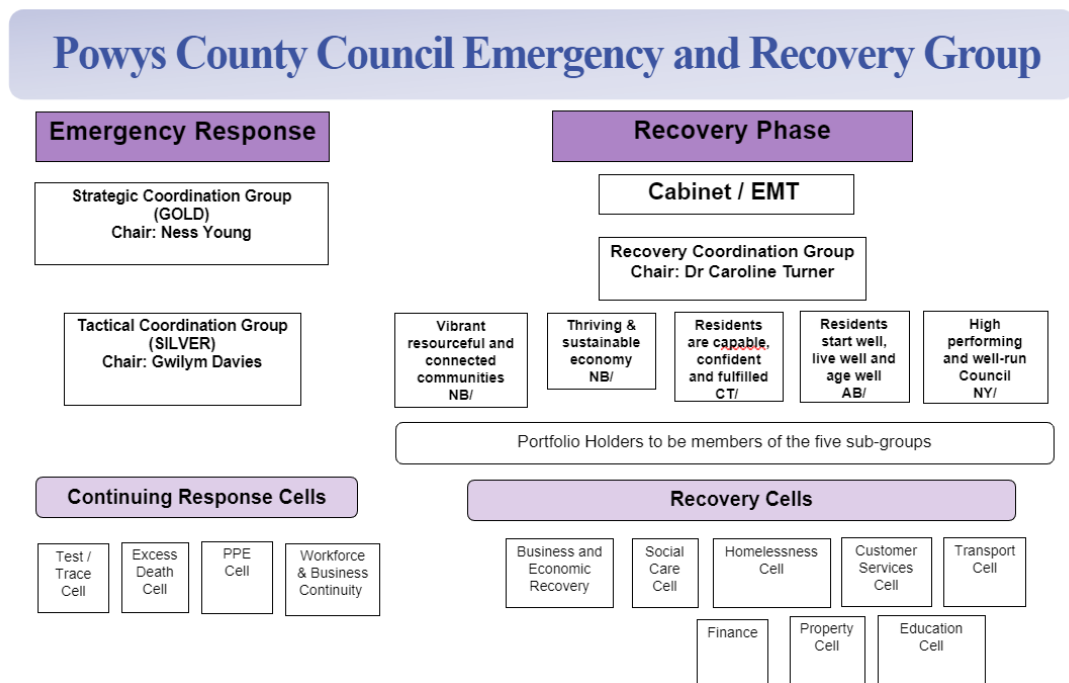 Powys County Council Emergency and Recovery Group
Emergency Response
Recovery Phase
Strategic Coordination Group
(GOLD)
Chair: Ness Young
Cabinet / EMT
Recovery Coordination Group
Chair: Dr Caroline Turner
Tactical Coordination Group
(SILVER)
Chair: Gwilym Davies
Vibrant
resourceful and
connected
communities
NB/
Thriving &
sustainable
economy
NB/
Residents
are capable,
confident
and fulfilled
CT/
Residents
start well,
live well and
age well
AB/
High
performing
and well-run
Council
NY/
Portfolio Holders to be members of the five sub-groups
Continuing Response Cells
Recovery Cells
Test /
Trace
Cell
Excess
Death
Cell
PPE
Cell
Workforce
& Business
Continuity
Business and
Economic
Recovery
Social
Care
Cell
Homelessness
Cell
Customer
Services
Cell
Transport
Cell
Finance
Property
Cell
Education
Cell